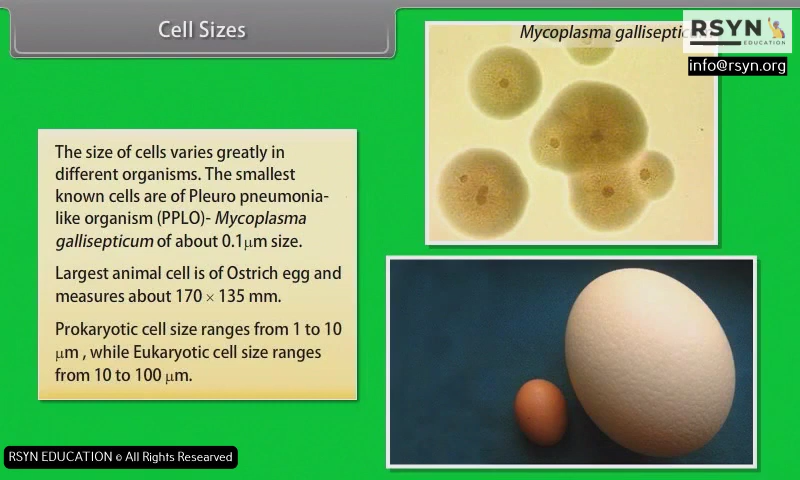 Cell Sizes
Mycoplasma gallisepticum
RSYN
EDUCATION
info@rsyn.org
The size of cells varies greatly in
different organisms. The smallest
known cells are of Pleuro pneumonia-
like organism (PPLO)- Mycoplasma
gallisepticum of about 0.1μm size.
Largest animal cell is of Ostrich egg and
measures about 170 × 135 mm.
Prokaryotic cell size ranges from 1 to 10
μm , while Eukaryotic cell size ranges
from 10 to 100 μm.
RSYN EDUCATION © All Rights Researved